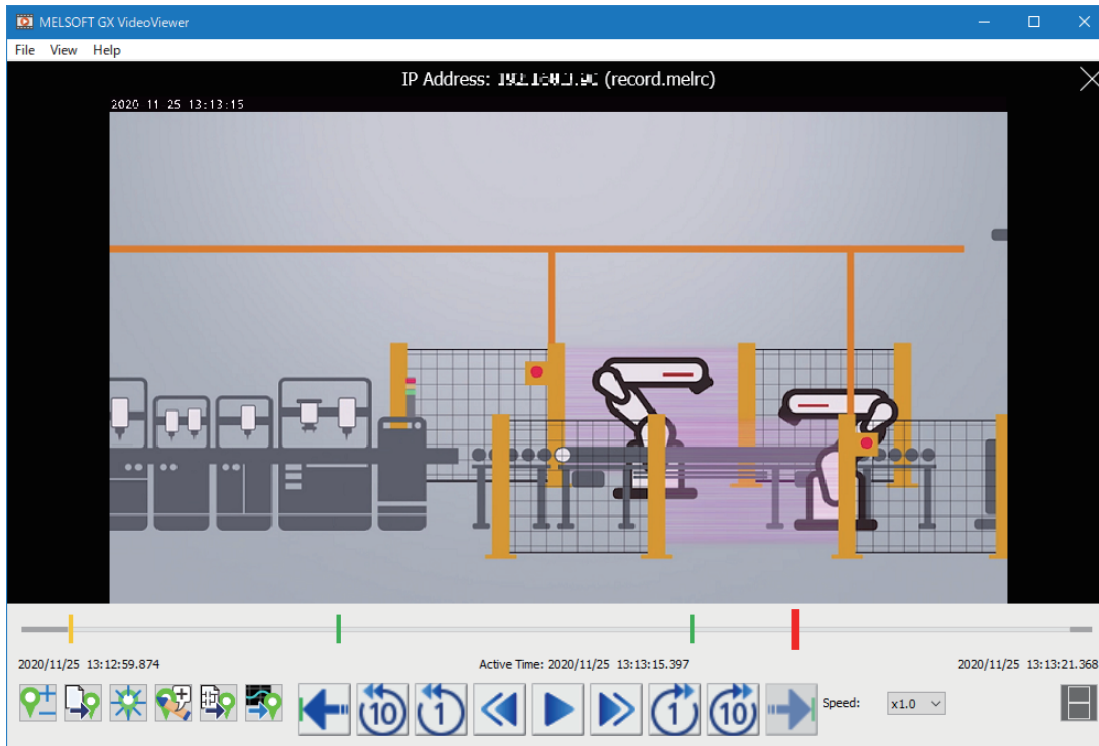 MELSOFT GX VideoViewer
File View Help
IP Address: (record.melrc)
2020 11 25 13:13:15
2020/11/25 13:12:59.874
Active Time: 2020/11/25 13:13:15.397
2020/11/25 13:13:21.368
10 1 1 10
Speed: x1.0